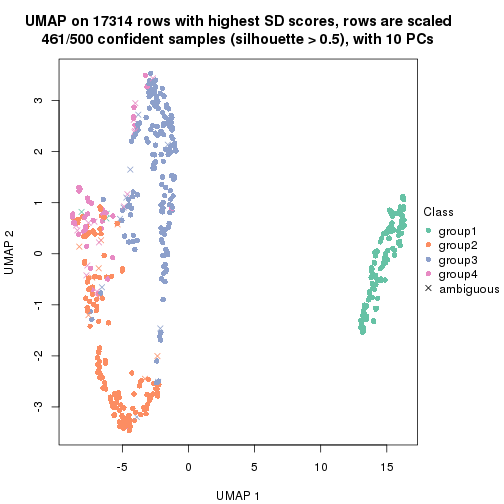 UMAP on 17314 rows with highest SD scores, rows are scaled
461/500 confident samples (silhouette > 0.5), with 10 PCs
3
2
1
0
-1
-2
-3
UMAP 2
-5
0
5
10
15
UMAP 1
Class
group1
group2
group3
group4
ambiguous